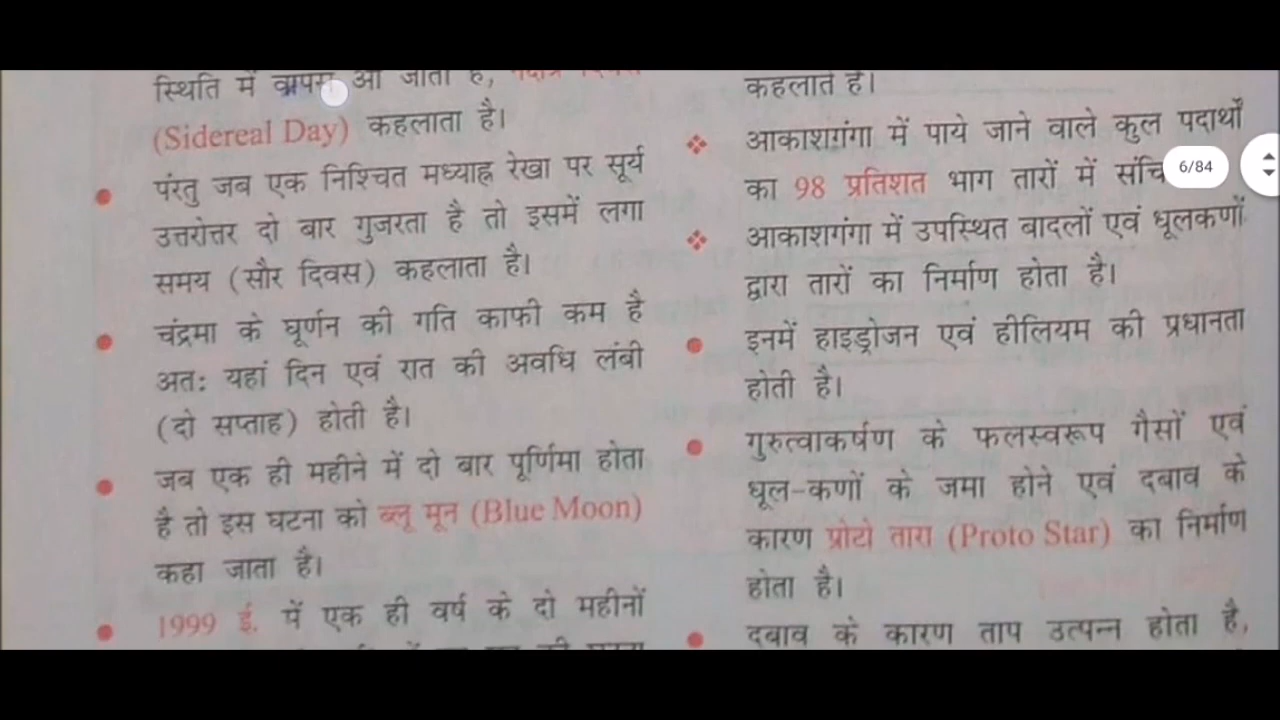 स्थिति में वापस आ जाता है,
(Sidereal Day) कहलाता है।
पंरतु जब एक निश्चित मध्याह्न रेखा पर सूर्य
उत्तरोत्तर दो बार गुजरता है तो इसमें लगा
समय (सौर दिवस) कहलाता है।
चंद्रमा के घूर्णन की गति काफी कम है
अतः यहां दिन एवं रात की अवधि लंबी
(दो सप्ताह) होती है।
जब एक ही महीने में दो बार पूर्णिमा होता
है तो इस घटना को ब्लू मून (Blue Moon)
कहा जाता है।
1999 ई. में एक ही वर्ष के दो महीनों
कहलाते हैं।
आकाशगंगा में पाये जाने वाले कुल पदार्थों
का 98 प्रतिशत भाग तारों में
आकाशगंगा में उपस्थित बादलों एवं धूलकणों
द्वारा तारों का निर्माण होता है।
इनमें हाइड्रोजन एवं हीलियम की प्रधानता
होती है।
गुरुत्वाकर्षण के फलस्वरूप गैसों एवं
धूल-कणों के जमा होने एवं दबाव के
कारण प्रोटो तारा (Proto Star) का निर्माण
होता है।
दबाव के कारण ताप उत्पन्न होता है,
6/84